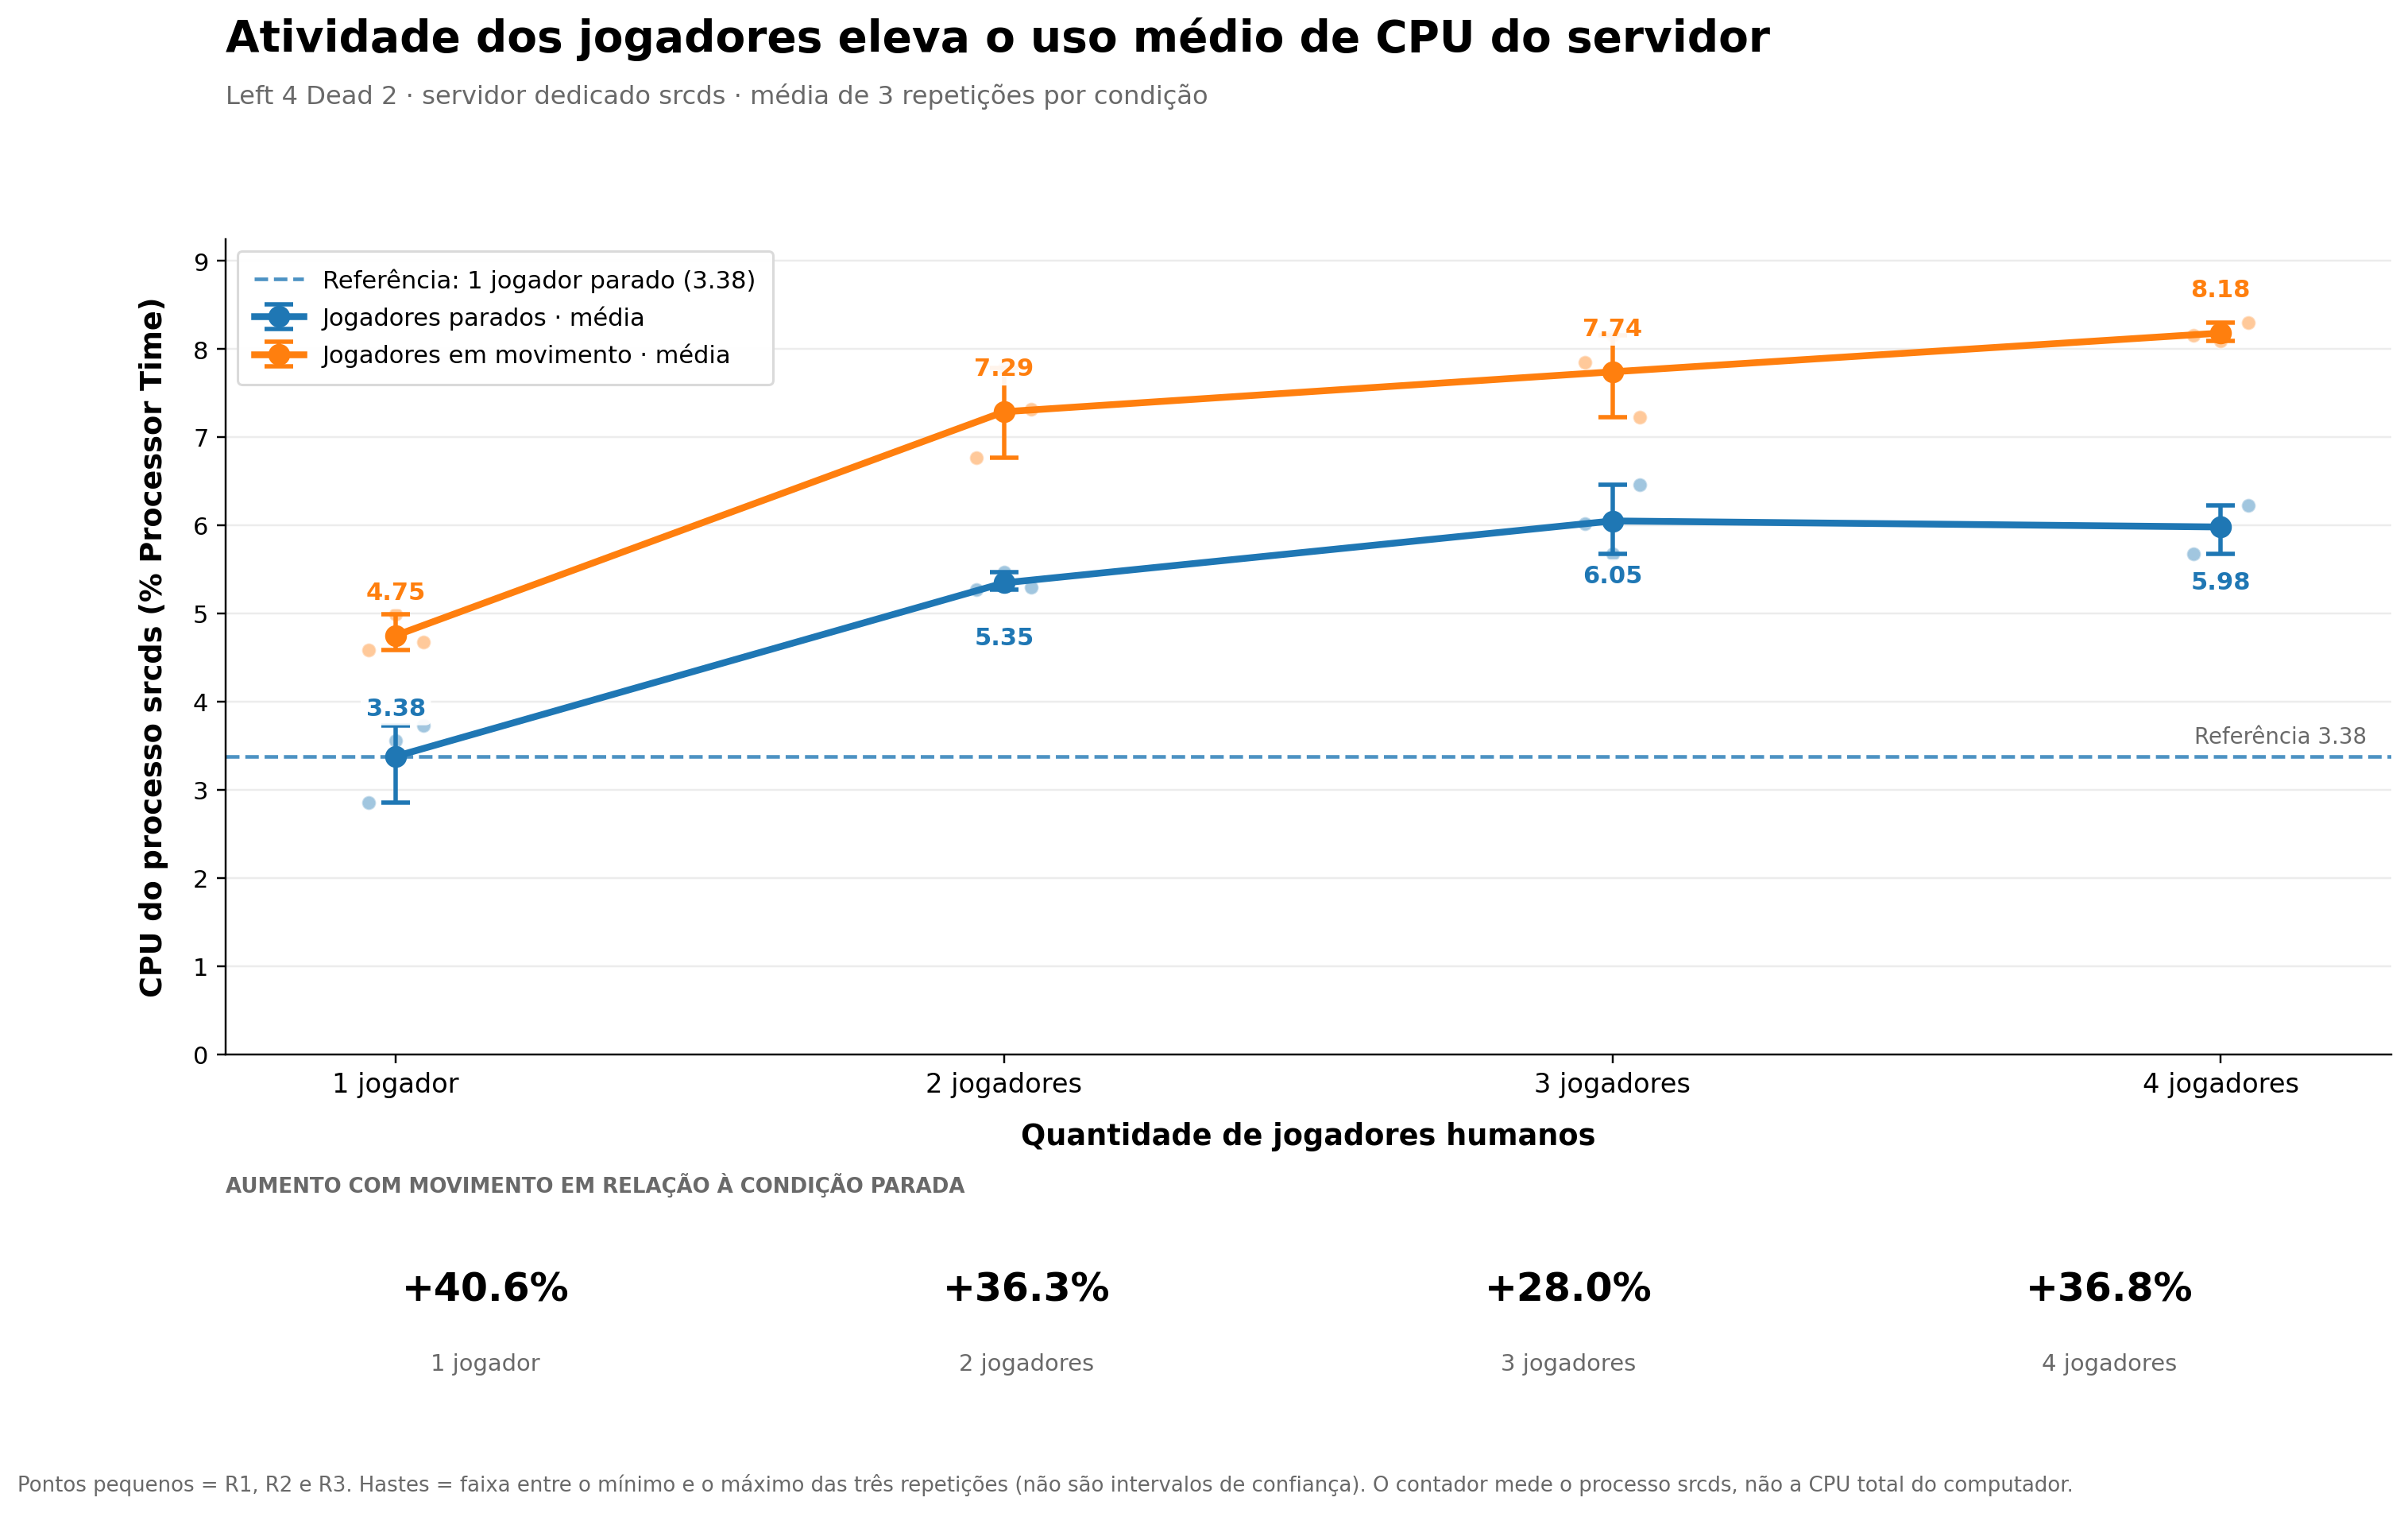 Atividade dos jogadores eleva o uso médio de CPU do servidor
Left 4 Dead 2 · servidor dedicado srcds · média de 3 repetições por condição
CPU do processo srcds (% Processor Time)
9
8
7
6
5
4
3
2
1
0
Referência: 1 jogador parado (3.38)
Jogadores parados · média
Jogadores em movimento · média
4.75
7.29
7.74
8.18
3.38
5.35
6.05
5.98
Referência 3.38
1 jogador
2 jogadores
3 jogadores
4 jogadores
Quantidade de jogadores humanos
AUMENTO COM MOVIMENTO EM RELAÇÃO À CONDIÇÃO PARADA
+40.6%
+36.3%
+28.0%
+36.8%
1 jogador
2 jogadores
3 jogadores
4 jogadores
Pontos pequenos = R1, R2 e R3. Hastes = faixa entre o mínimo e o máximo das três repetições (não são intervalos de confiança). O contador mede o processo srcds, não a CPU total do computador.